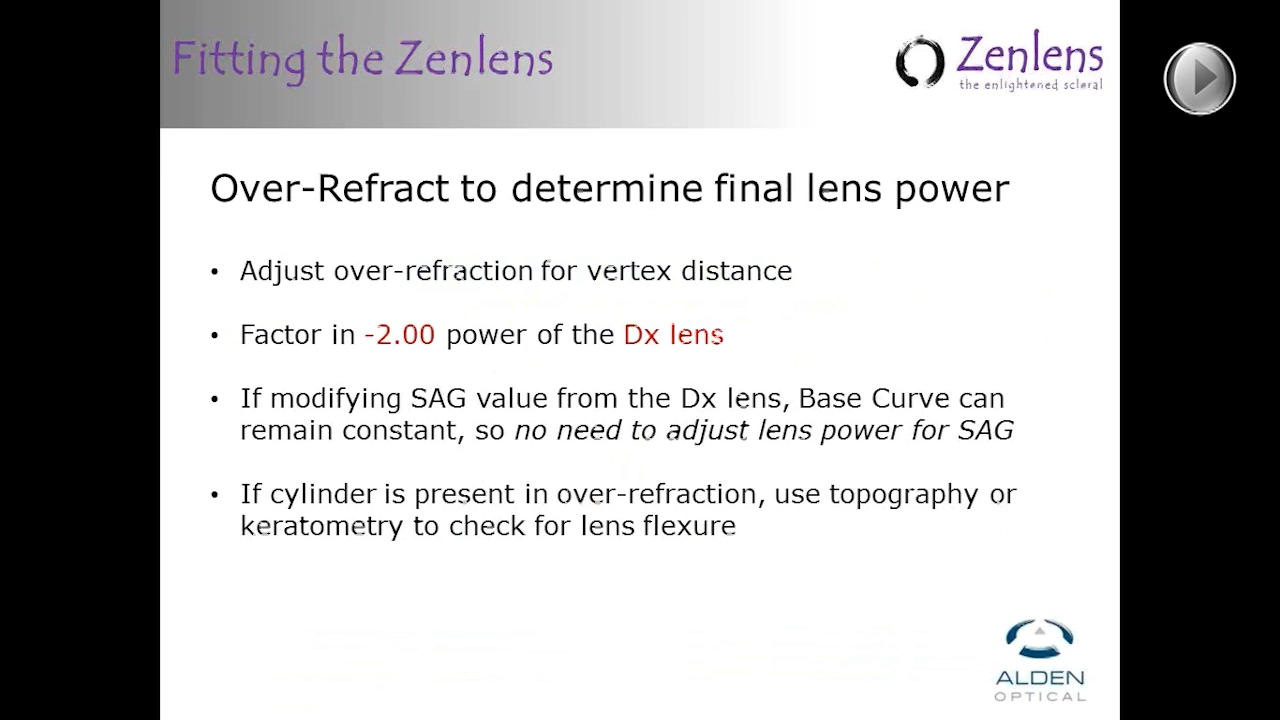 Fitting the Zenlens
Zenlens
the enlightened scleral
Over-Refract to determine final lens power
• Adjust over-refraction for vertex distance
• Factor in -2.00 power of the Dx lens
• If modifying SAG value from the Dx lens, Base Curve can
remain constant, so no need to adjust lens power for SAG
• If cylinder is present in over-refraction, use topography or
keratometry to check for lens flexure
ALDEN
OPTICAL